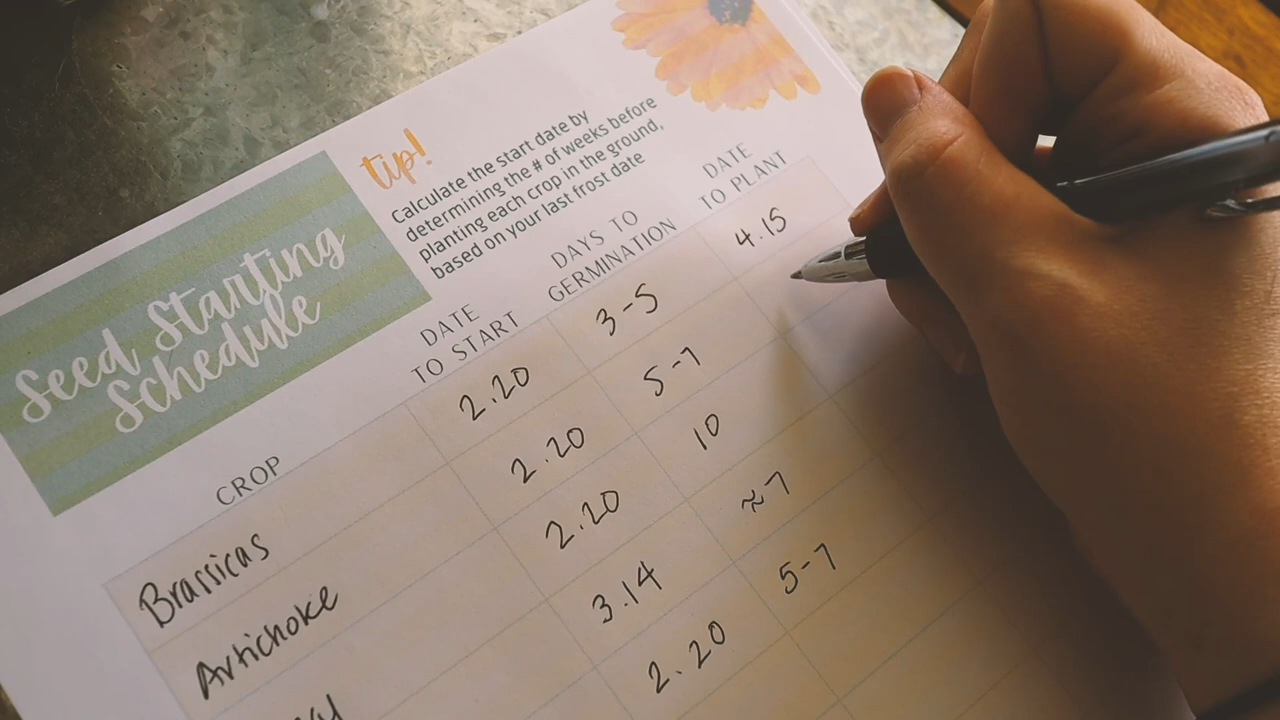 Seed Starting
Schedule
tip!
Calculate the start date by
determining the # of weeks before
planting each crop in the ground,
based on your last frost date
CROP
DATE
TO START
DAYS TO
GERMINATION
DATE
TO PLANT
Brassicas 2.20 3-5 4.15
Artichoke 2.20 5-7
2.20 10
3.14 ≈7
2.20 5-7